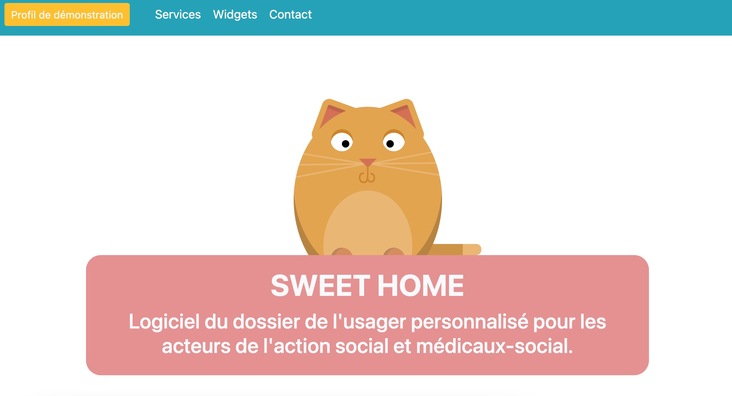 Profil de démonstration Services Widgets Contact
SWEET HOME
Logiciel du dossier de l'usager personnalisé pour les
acteurs de l'action social et médicaux-social.